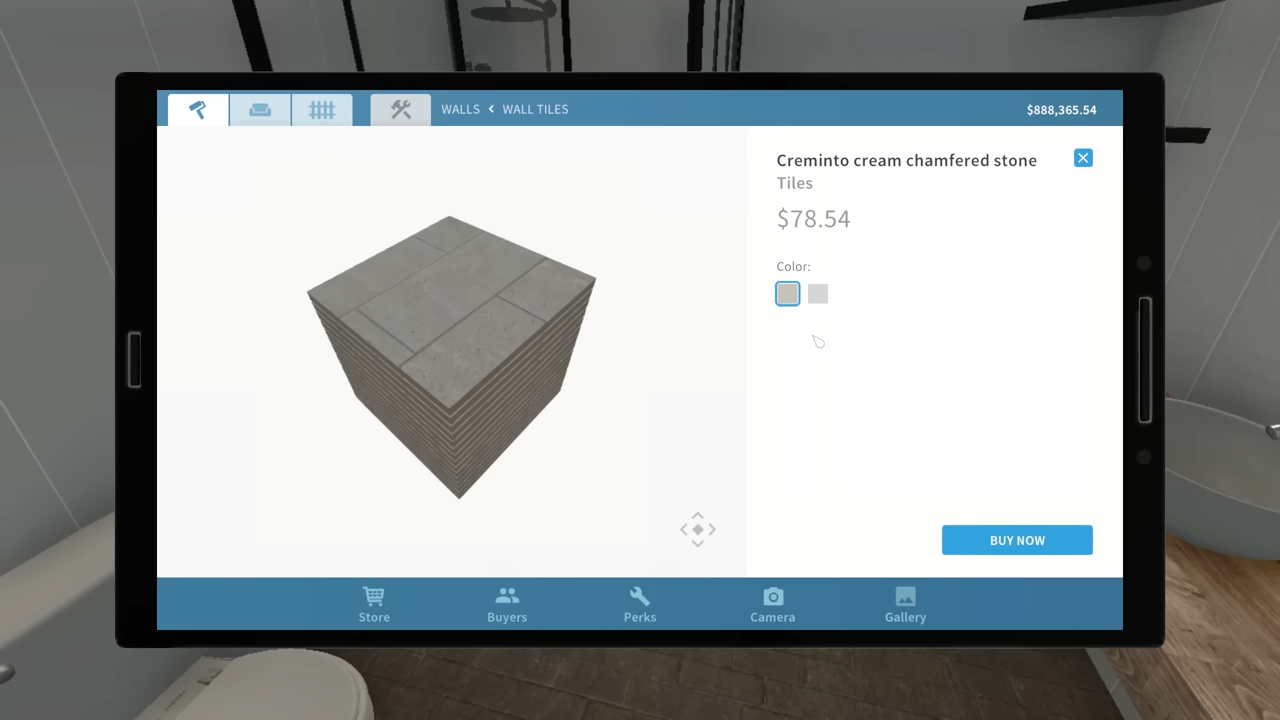 WALLS < WALL TILES
$888,365.54
Creminto cream chamfered stone
Tiles
$78.54
Color:
BUY NOW
Store
Buyers
Perks
Camera
Gallery